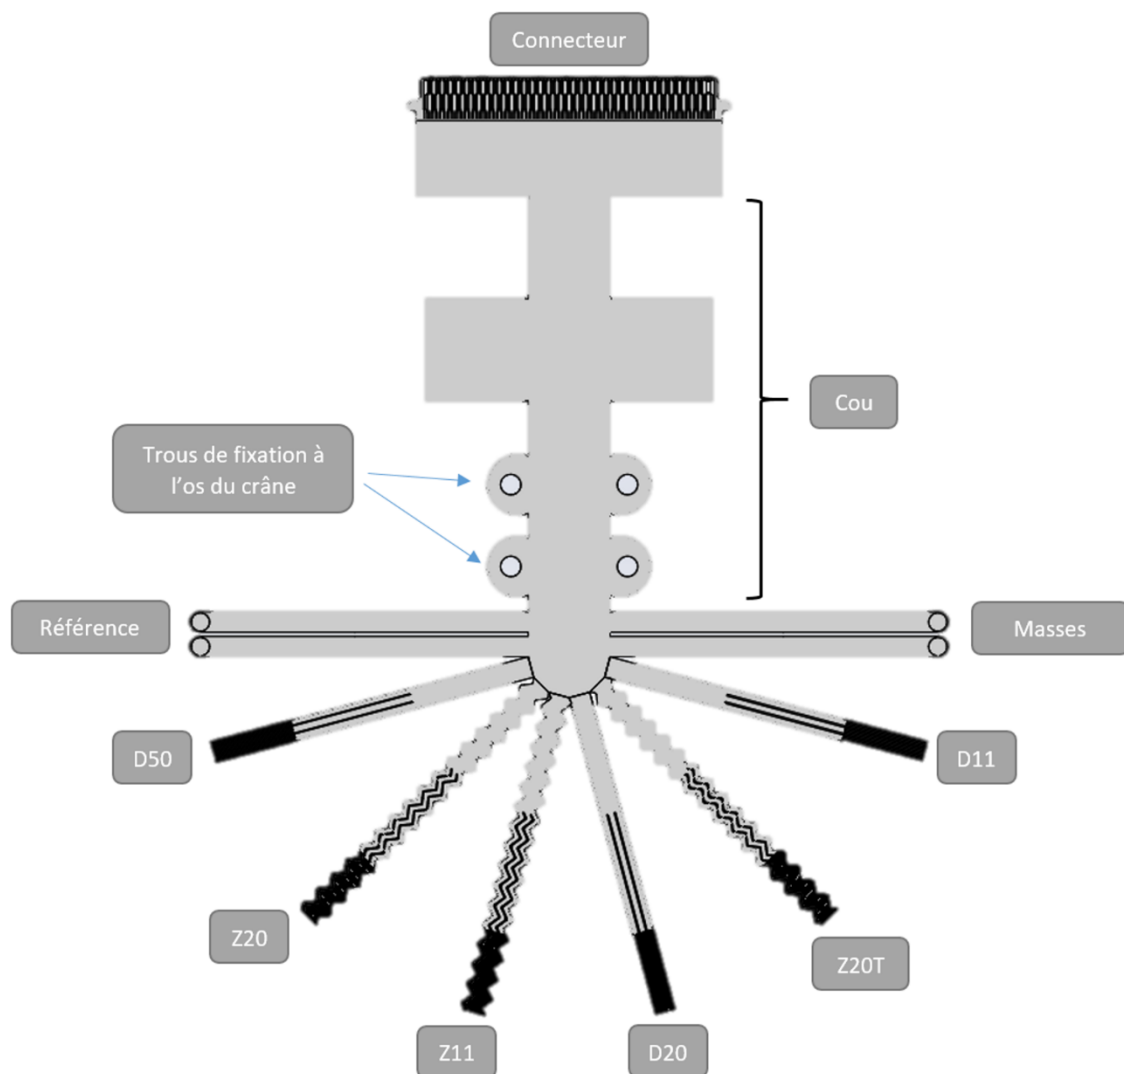 Connecteur
Cou
Trous de fixation à
l'os du crâne
Référence
Masses
D50
D11
Z20
Z20T
Z11
D20